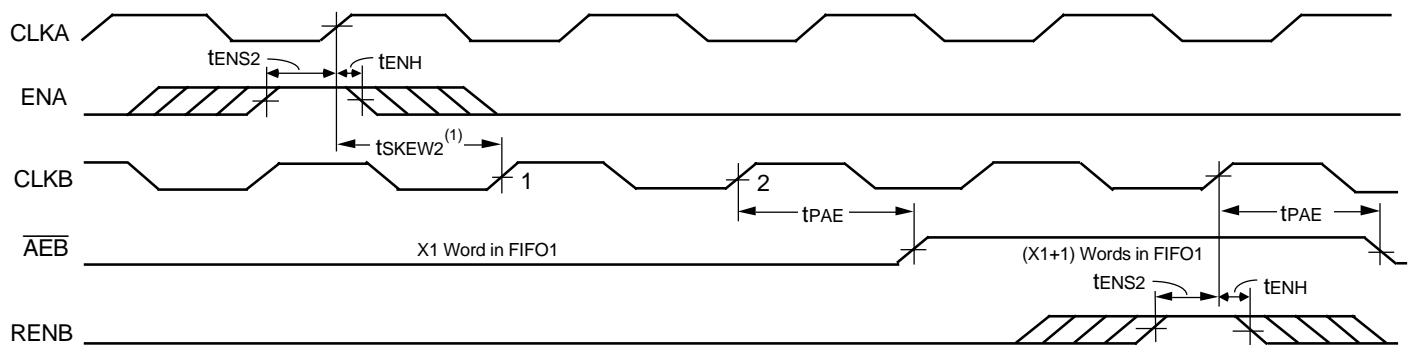 CLKA
tENS2
tENH
ENA
tSKEW2(1)
CLKB
1
2
tPAE
tPAE
AEB
X1 Word in FIFO1
(X1+1) Words in FIFO1
tENS2
tENH
RENB